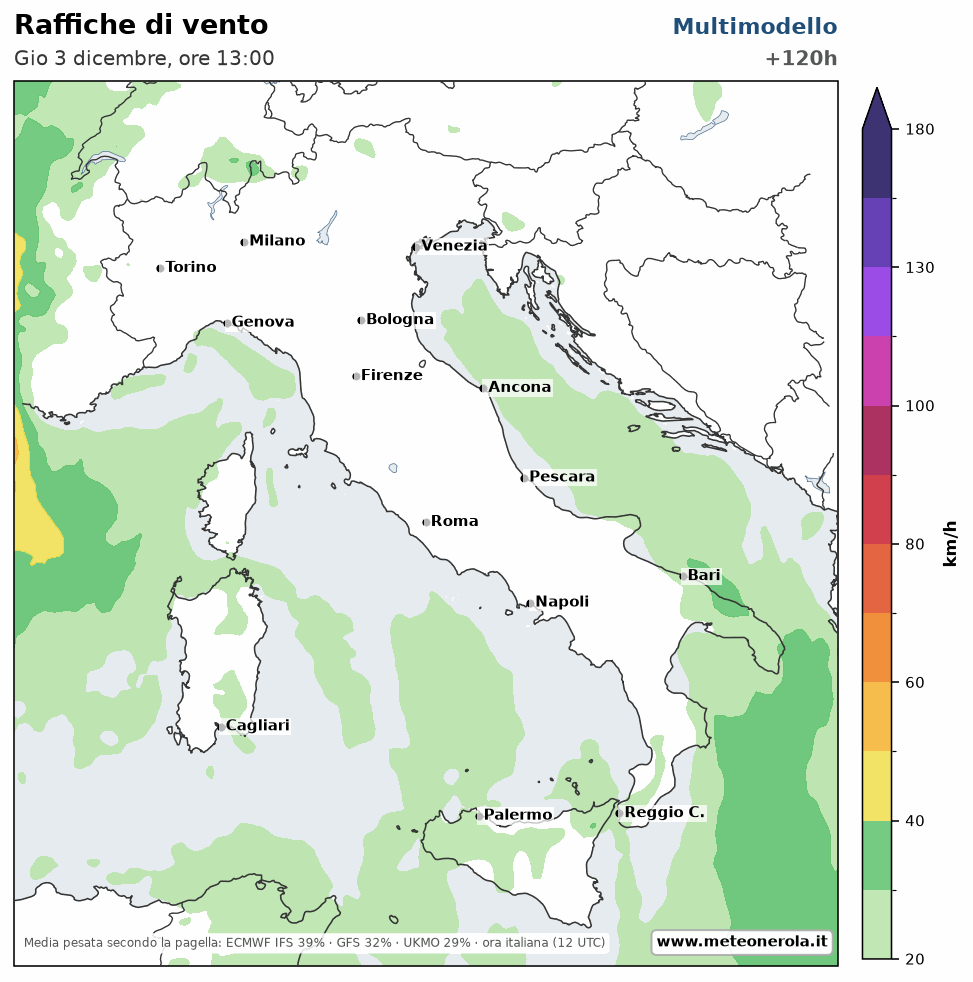 Raffiche di vento
Multimodello
Gio 3 dicembre, ore 13:00
+120h
180
Milano
Venezia
Torino
130
Genova
Bologna
Firenze
Ancona
100
Pescara
Roma
80
km/h
Bari
Napoli
60
Cagliari
Palermo
Reggio C.
40
Media pesata secondo la pagella: ECMWF IFS 39% · GFS 32% · UKMO 29% · ora italiana (12 UTC)
www.meteonerola.it
20